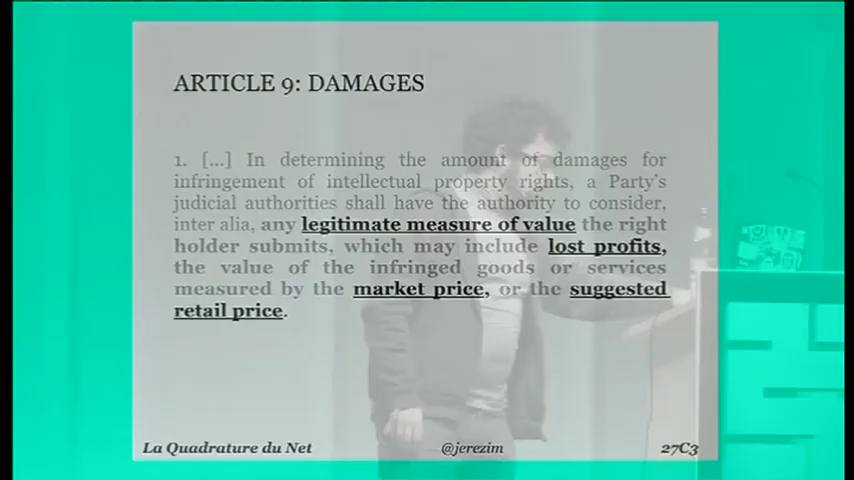 ARTICLE 9: DAMAGES
1. [...] In determining the amount of damages for
infringement of intellectual property rights, a Party's
judicial authorities shall have the authority to consider,
inter alia, any legitimate measure of value the right
holder submits, which may include lost profits,
the value of the infringed goods or services
measured by the market price, or the suggested
retail price.
La Quadrature du Net
@jerezim
27C3